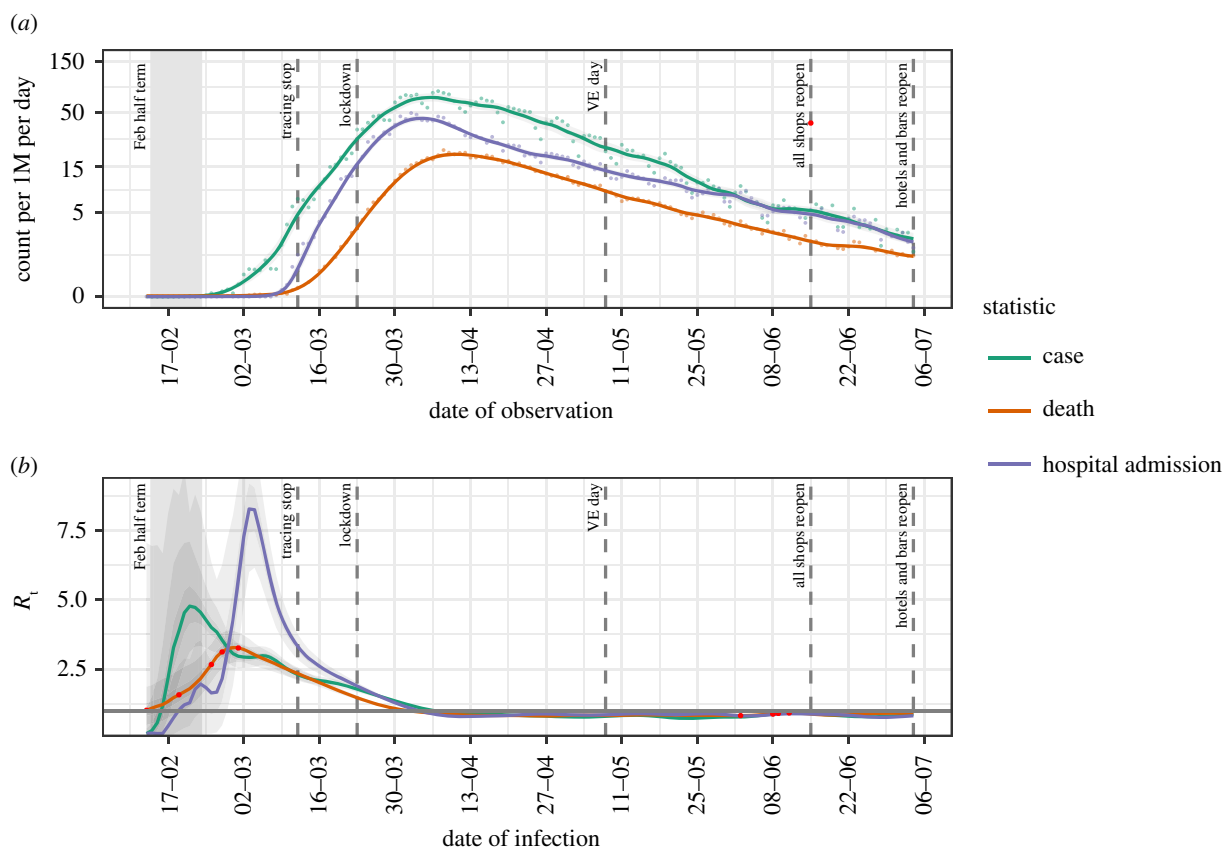 (a)
count per 1M per day
150
50
15
5
0
Feb half term
tracing stop
lockdown
VE day
all shops reopen
hotels and bars reopen
17–02
02–03
16–03
30–03
13–04
27–04
11–05
25–05
08–06
22–06
06–07
date of observation
statistic
case
death
hospital admission
(b)
Rt
7.5
5.0
2.5
Feb half term
tracing stop
lockdown
VE day
all shops reopen
hotels and bars reopen
17–02
02–03
16–03
30–03
13–04
27–04
11–05
25–05
08–06
22–06
06–07
date of infection